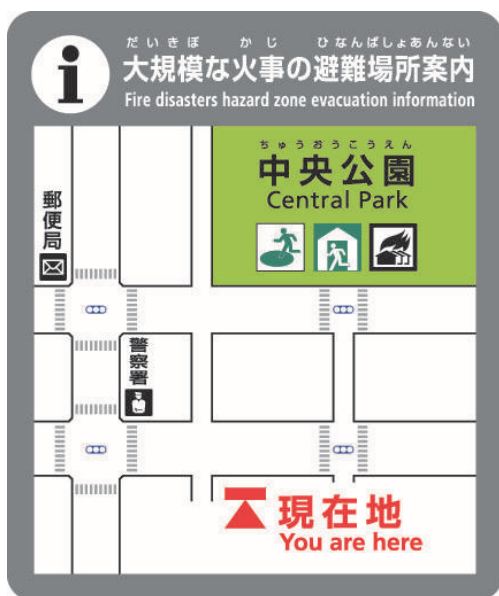 だいきぼ かじ ひなんばしょあんない
大規模な火事の避難場所案内
Fire disasters hazard zone evacuation information
ちゅうおうこうえん
中央公園
Central Park
郵便局
警察署
現在地
You are here